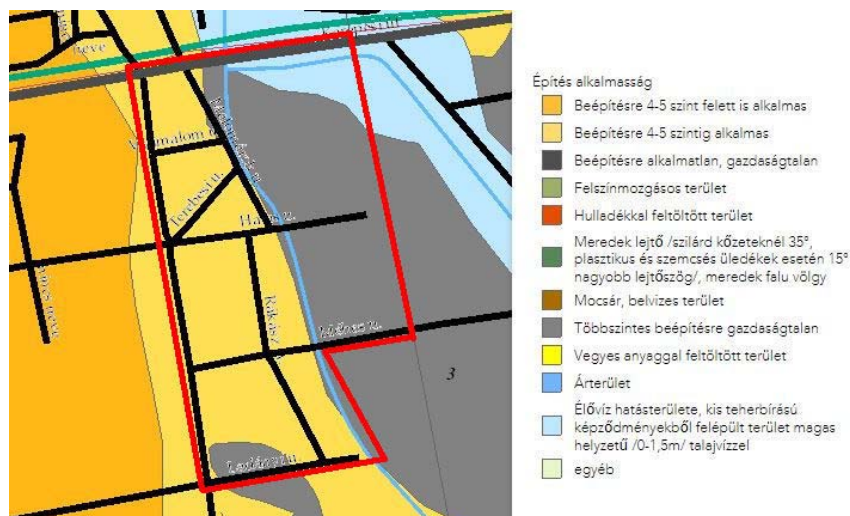 malom u.
Terebesi u.
Rákász
3
Építés alkalmasság
Beépítésre 4-5 szint felett is alkalmas
Beépítésre 4-5 szintig alkalmas
Beépítésre alkalmatlan, gazdaságtalan
Felszínmozgásos terület
Hulladékkal feltöltött terület
Meredek lejtő /szilárd kőzeteknél 35°,
plasztikus és szemcsés üledékek esetén 15°
nagyobb lejtőszög/, meredek falu völgy
Mocsár, belvizes terület
Többszintes beépítésre gazdaságtalan
Vegyes anyaggal feltöltött terület
Árterület
Élővíz hatásterülete, kis teherbírású
képződményekből felépült terület magas
helyzetű /0-1,5m/ talajvízzel
egyéb